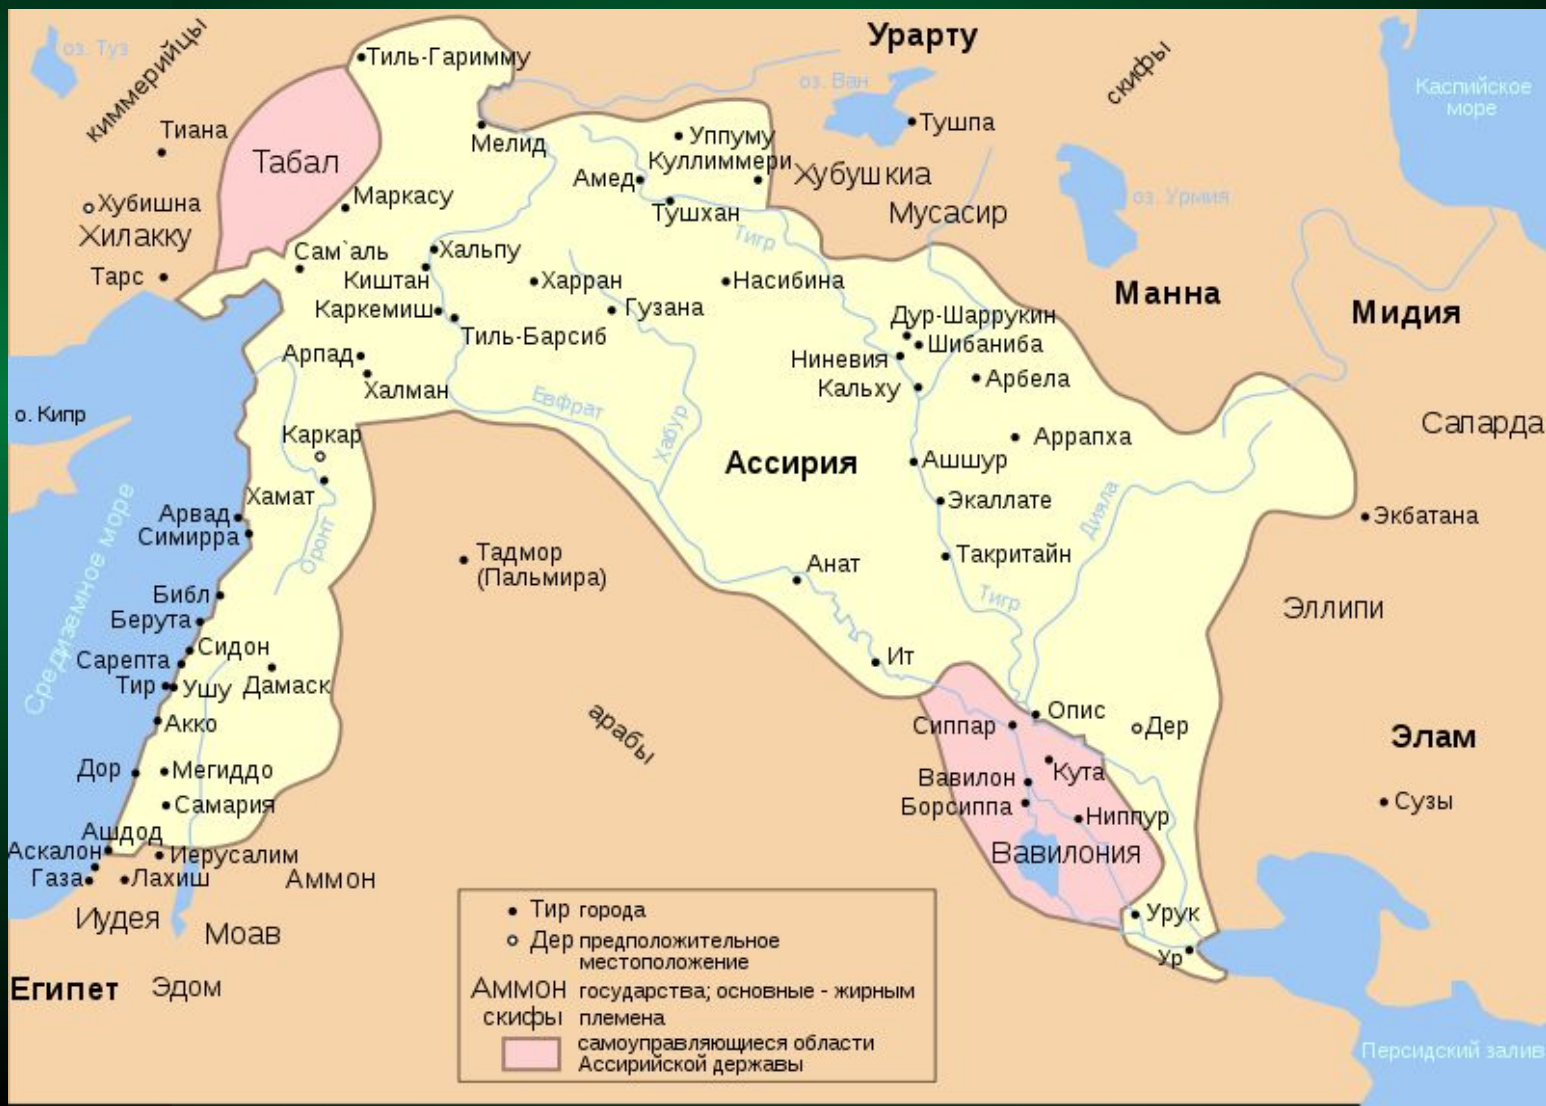 Урарту
скифы
киммерийцы
оз. Туз
Тиль-Гаримму
оз. Ван
Каспийское
море
Тиана
Мелид
Уппуму
Тушпа
Табал
Куллиммери
Амед
Хубушкиа
Маркасу
Тушхан
Мусасир
оз. Урмия
Хубишна
Хилакку
Тигр
Сам`аль
Хальпу
Тарс
Киштан
Харран
Насибина
Манна
Мидия
Каркемиш
Гузана
Дур-Шаррукин
Тиль-Барсиб
Шибаниба
Арпад
Ниневия
Халман
Кальху
Арбела
о. Кипр
Евфрат
Хабур
Сапарда
Каркар
Аррапха
Ассирия
Ашшур
Хамат
Экаллате
Дияла
Арвад
Симирра
Оронт
Экбатана
Средиземное море
Тадмор
(Пальмира)
Анат
Такритайн
Тигр
Библ
Эллипи
Берута
Сидон
Сарепта
Ит
Тир
Ушу
Дамаск
Акко
арабы
Сиппар
Опис
Дер
Элам
Дор
Мегиддо
Вавилон
Кута
Самария
Борсиппа
Ниппур
Сузы
Ашдод
Аскалон
Иерусалим
Вавилония
Газа
Лахиш
Аммон
Иудея
Моав
Урук
Ур
Египет
Эдом
Персидский залив
Тир города
Дер предположительное
местоположение
Аммон государства; основные - жирным
скифы племена
самоуправляющиеся области
Ассирийской державы